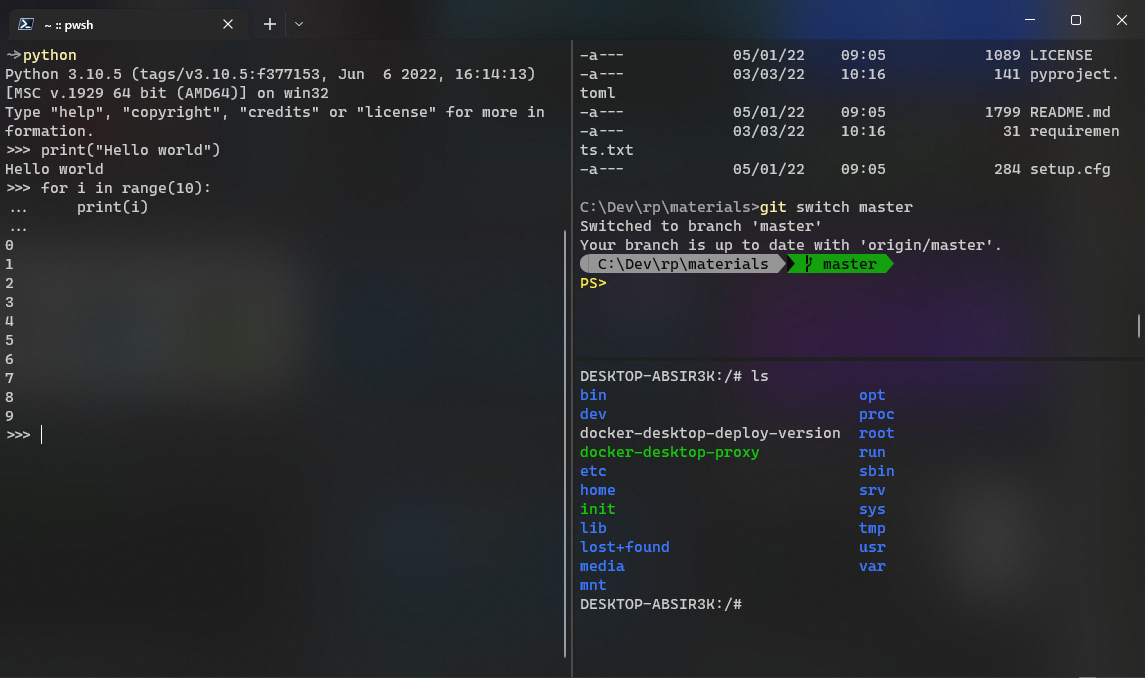 ~ :: pwsh
~>python
Python 3.10.5 (tags/v3.10.5:f377153, Jun  6 2022, 16:14:13)
[MSC v.1929 64 bit (AMD64)] on win32
Type "help", "copyright", "credits" or "license" for more in
formation.
>>> print("Hello world")
Hello world
>>> for i in range(10):
...     print(i)
...
0
1
2
3
4
5
6
7
8
9
>>>
-a---            05/01/22    09:05           1089 LICENSE
-a---            03/03/22    10:16            141 pyproject.
toml
-a---            05/01/22    09:05           1799 README.md
-a---            03/03/22    10:16             31 requiremen
ts.txt
-a---            05/01/22    09:05            284 setup.cfg
C:\Dev\rp\materials>git switch master
Switched to branch 'master'
Your branch is up to date with 'origin/master'.
C:\Dev\rp\materials master
PS>
DESKTOP-ABSIR3K:/# ls
bin                            opt
dev                            proc
docker-desktop-deploy-version  root
docker-desktop-proxy           run
etc                            sbin
home                           srv
init                           sys
lib                            tmp
lost+found                     usr
media                          var
mnt
DESKTOP-ABSIR3K:/#